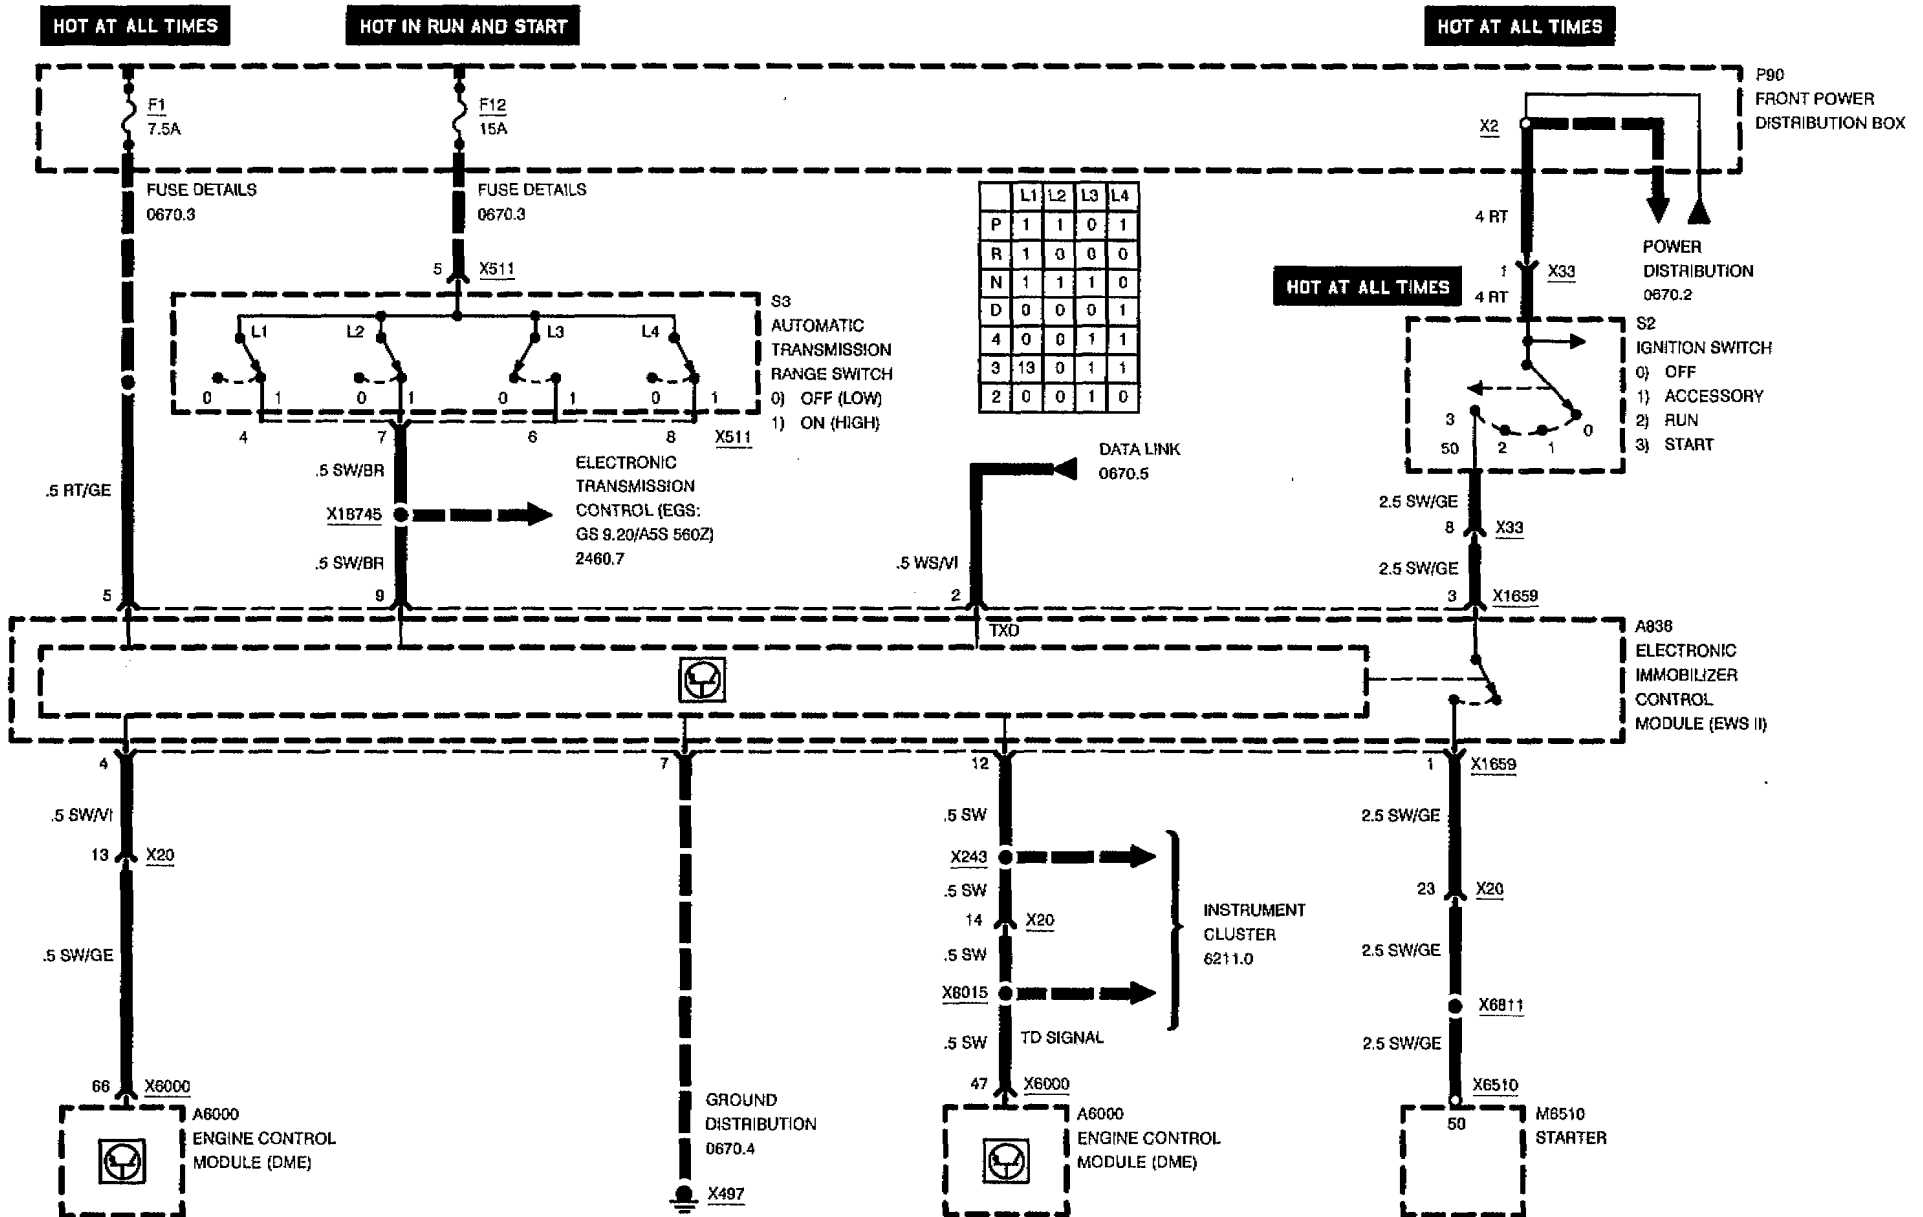 HOT AT ALL TIMES
HOT IN RUN AND START
HOT AT ALL TIMES
P90
FRONT POWER
DISTRIBUTION BOX
F1
7.5A
F12
15A
X2
FUSE DETAILS
0670.3
FUSE DETAILS
0670.3
L1 L2 L3 L4
P 1 1 0 1
R 1 0 0 0
N 1 1 1 0
D 0 0 0 1
4 0 0 1 1
3 13 0 1 1
2 0 0 1 0
4 RT
POWER
DISTRIBUTION
0670.2
5 X511
1 X33
HOT AT ALL TIMES
4 RT
S3
AUTOMATIC
TRANSMISSION
RANGE SWITCH
0) OFF (LOW)
1) ON (HIGH)
L1 L2 L3 L4
0 1 0 1 0 1 0 1
4 7 6 8 X511
S2
IGNITION SWITCH
0) OFF
1) ACCESSORY
2) RUN
3) START
3 0
50 2 1
.5 RT/GE
.5 SW/BR
X18745
.5 SW/BR
ELECTRONIC
TRANSMISSION
CONTROL (EGS:
GS 9.20/A5S 560Z)
2460.7
DATA LINK
0670.5
.5 WS/VI
2.5 SW/GE
8 X33
2.5 SW/GE
5 9 2 3 X1659
TXD
A836
ELECTRONIC
IMMOBILIZER
CONTROL
MODULE (EWS II)
4 7 12 1 X1659
.5 SW/VI
13 X20
.5 SW/GE
66 X6000
A6000
ENGINE CONTROL
MODULE (DME)
GROUND
DISTRIBUTION
0670.4
X497
.5 SW
X243
.5 SW
14 X20
.5 SW
X8015
.5 SW
TD SIGNAL
INSTRUMENT
CLUSTER
6211.0
47 X6000
A6000
ENGINE CONTROL
MODULE (DME)
2.5 SW/GE
23 X20
2.5 SW/GE
X6811
2.5 SW/GE
X6510
50
M6510
STARTER